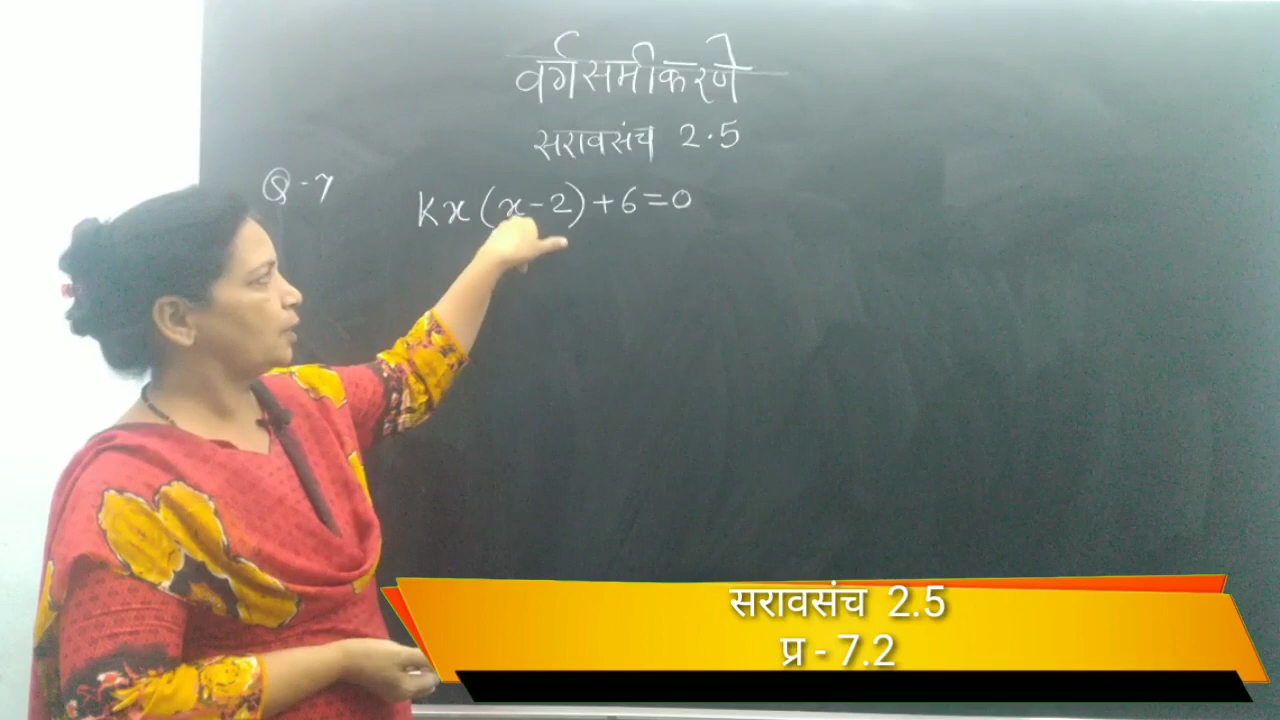 वर्गसमीकरणे
सरावसंच 2.5
Q-7
kx(x-2)+6=0
सरावसंच 2.5
प्र - 7.2